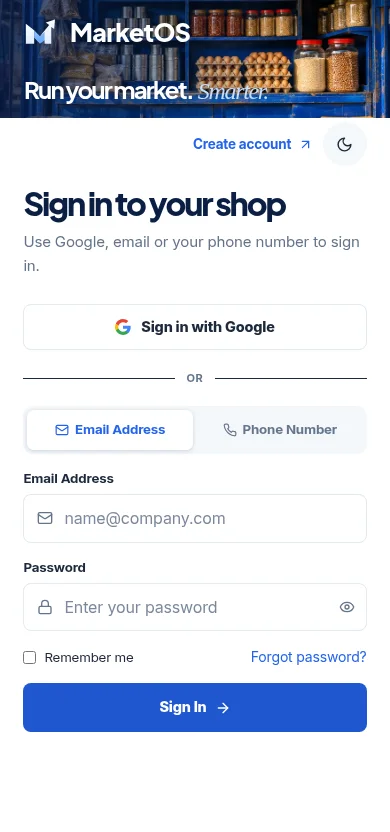 MarketOS
Run your market. Smarter.
Create account
Sign in to your shop
Use Google, email or your phone number to sign
in.
Sign in with Google
OR
Email Address
Phone Number
Email Address
name@company.com
Password
Enter your password
Remember me
Forgot password?
Sign In